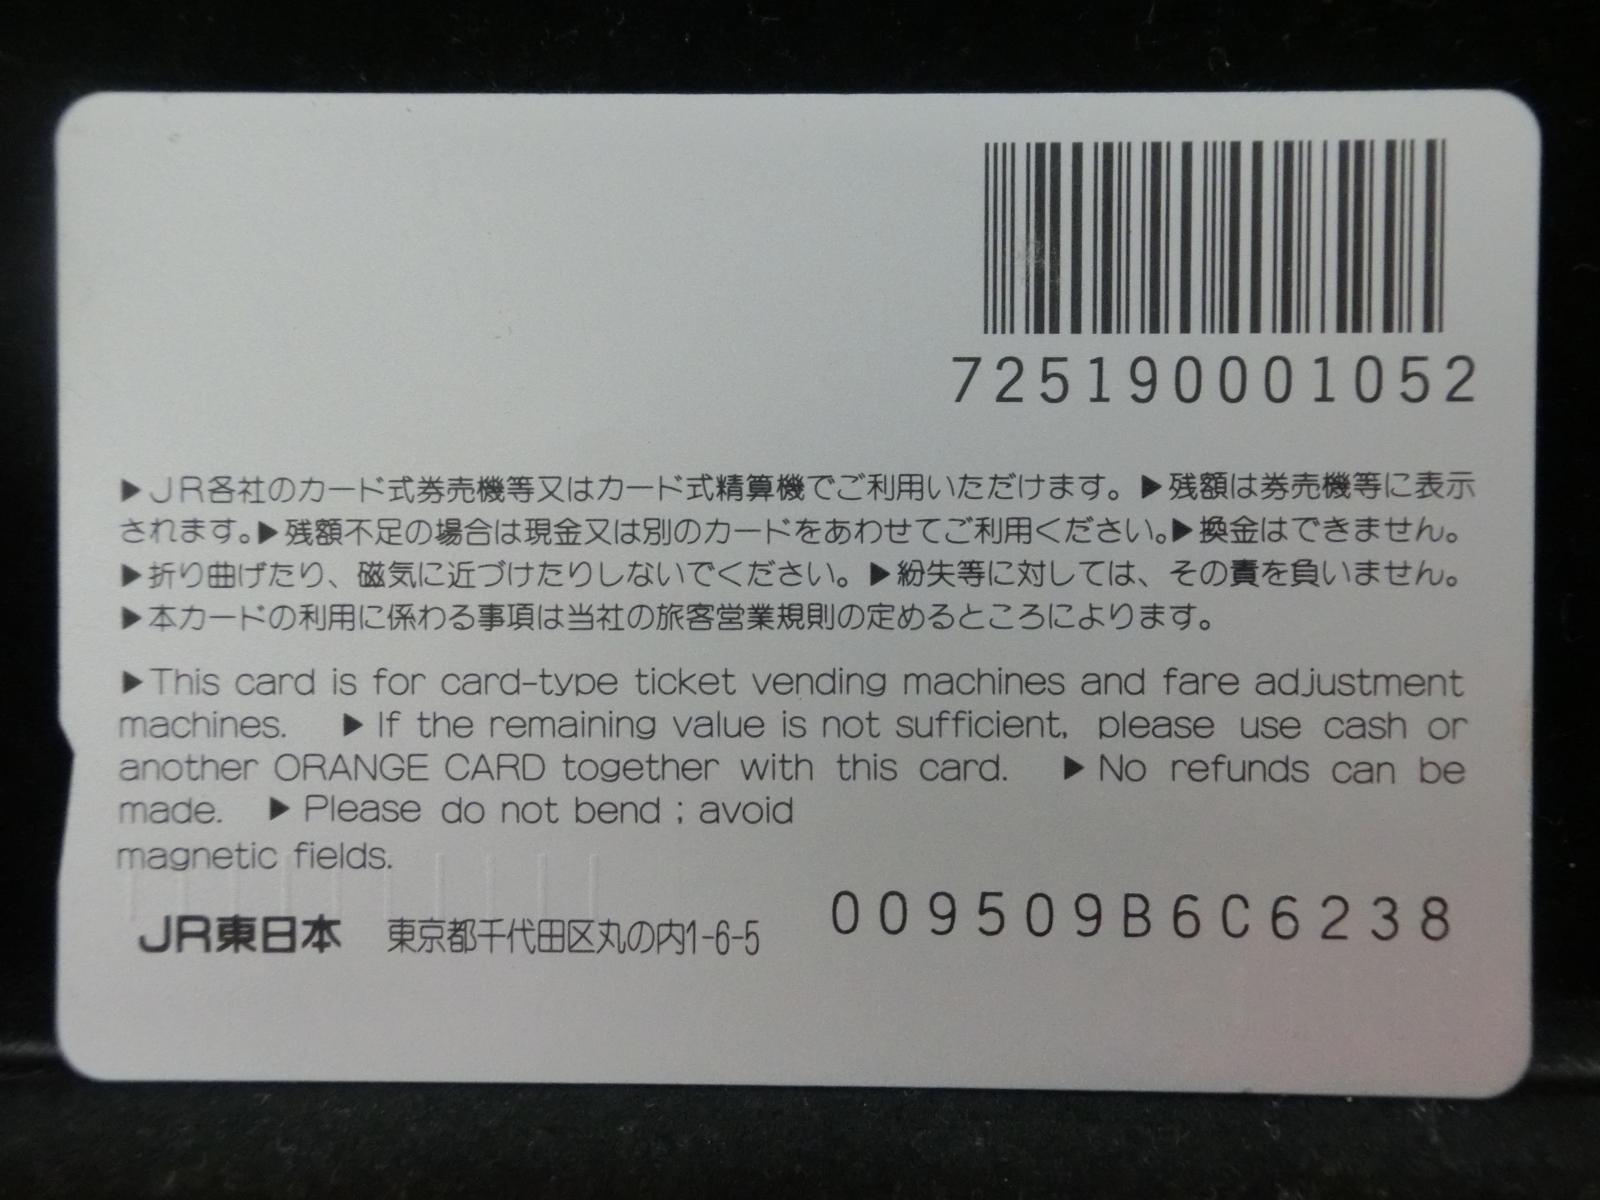 725190001052
▶JR各社のカード式券売機等又はカード式精算機でご利用いただけます。▶残額は券売機等に表示
されます。▶残額不足の場合は現金又は別のカードをあわせてご利用ください。▶換金はできません。
▶折り曲げたり、磁気に近づけたりしないでください。▶紛失等に対しては、その責を負いません。
▶本カードの利用に係わる事項は当社の旅客営業規則の定めるところによります。
▶This card is for card-type ticket vending machines and fare adjustment
machines. ▶If the remaining value is not sufficient, please use cash or
another ORANGE CARD together with this card. ▶No refunds can be
made. ▶Please do not bend ; avoid
magnetic fields.
JR東日本 東京都千代田区丸の内1-6-5 009509B6C6238